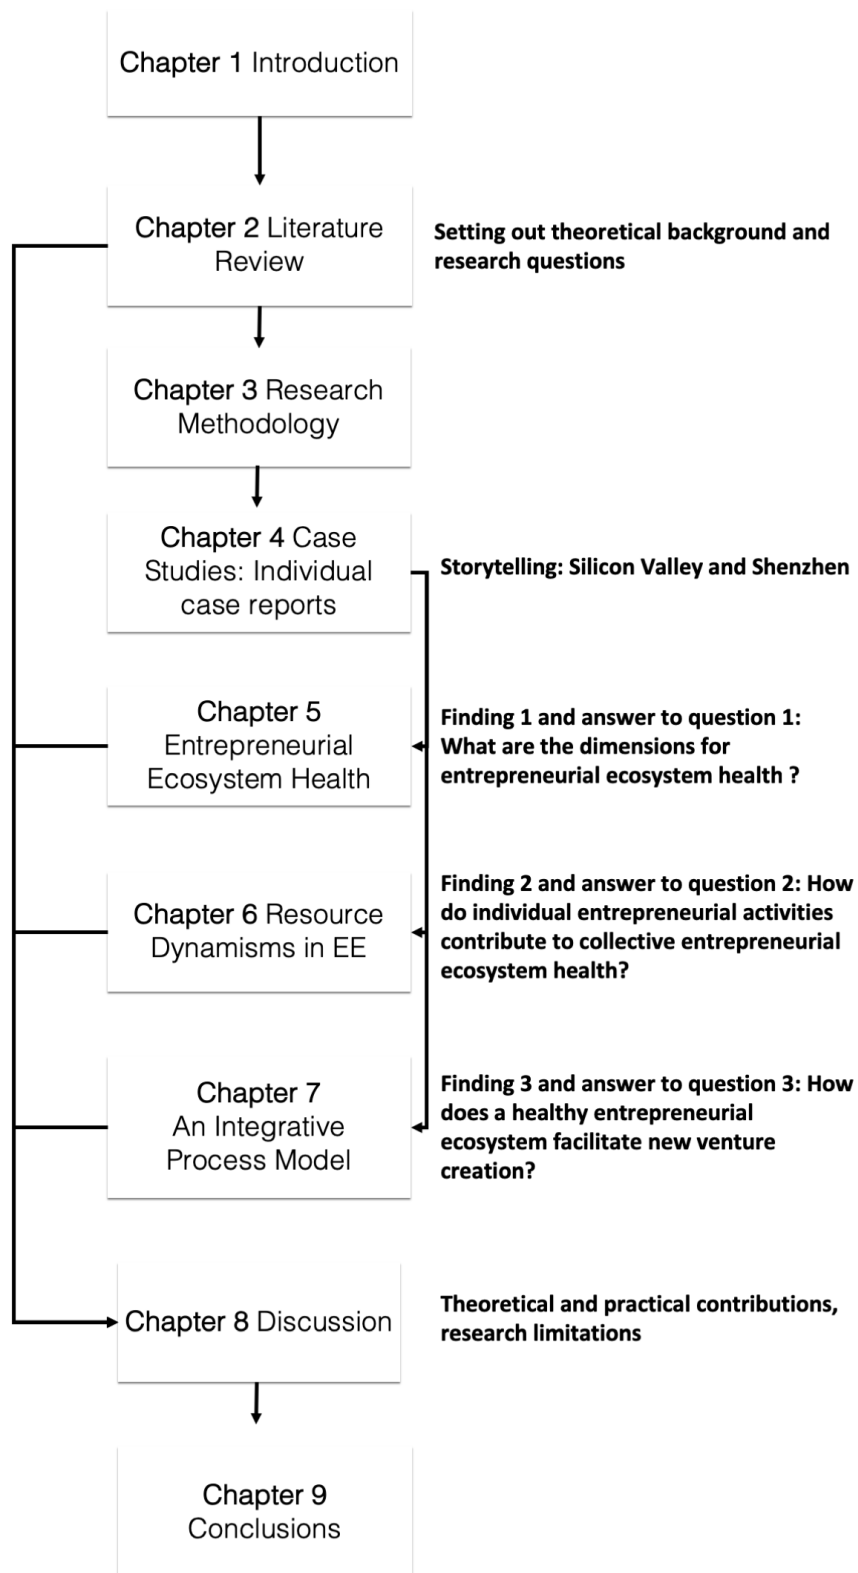 Chapter 1 Introduction
Chapter 2 Literature
Review
Setting out theoretical background and
research questions
Chapter 3 Research
Methodology
Chapter 4 Case
Studies: Individual
case reports
Storytelling: Silicon Valley and Shenzhen
Chapter 5
Entrepreneurial
Ecosystem Health
Finding 1 and answer to question 1:
What are the dimensions for
entrepreneurial ecosystem health ?
Chapter 6 Resource
Dynamisms in EE
Finding 2 and answer to question 2: How
do individual entrepreneurial activities
contribute to collective entrepreneurial
ecosystem health?
Chapter 7
An Integrative
Process Model
Finding 3 and answer to question 3: How
does a healthy entrepreneurial
ecosystem facilitate new venture
creation?
Chapter 8 Discussion
Theoretical and practical contributions,
research limitations
Chapter 9
Conclusions